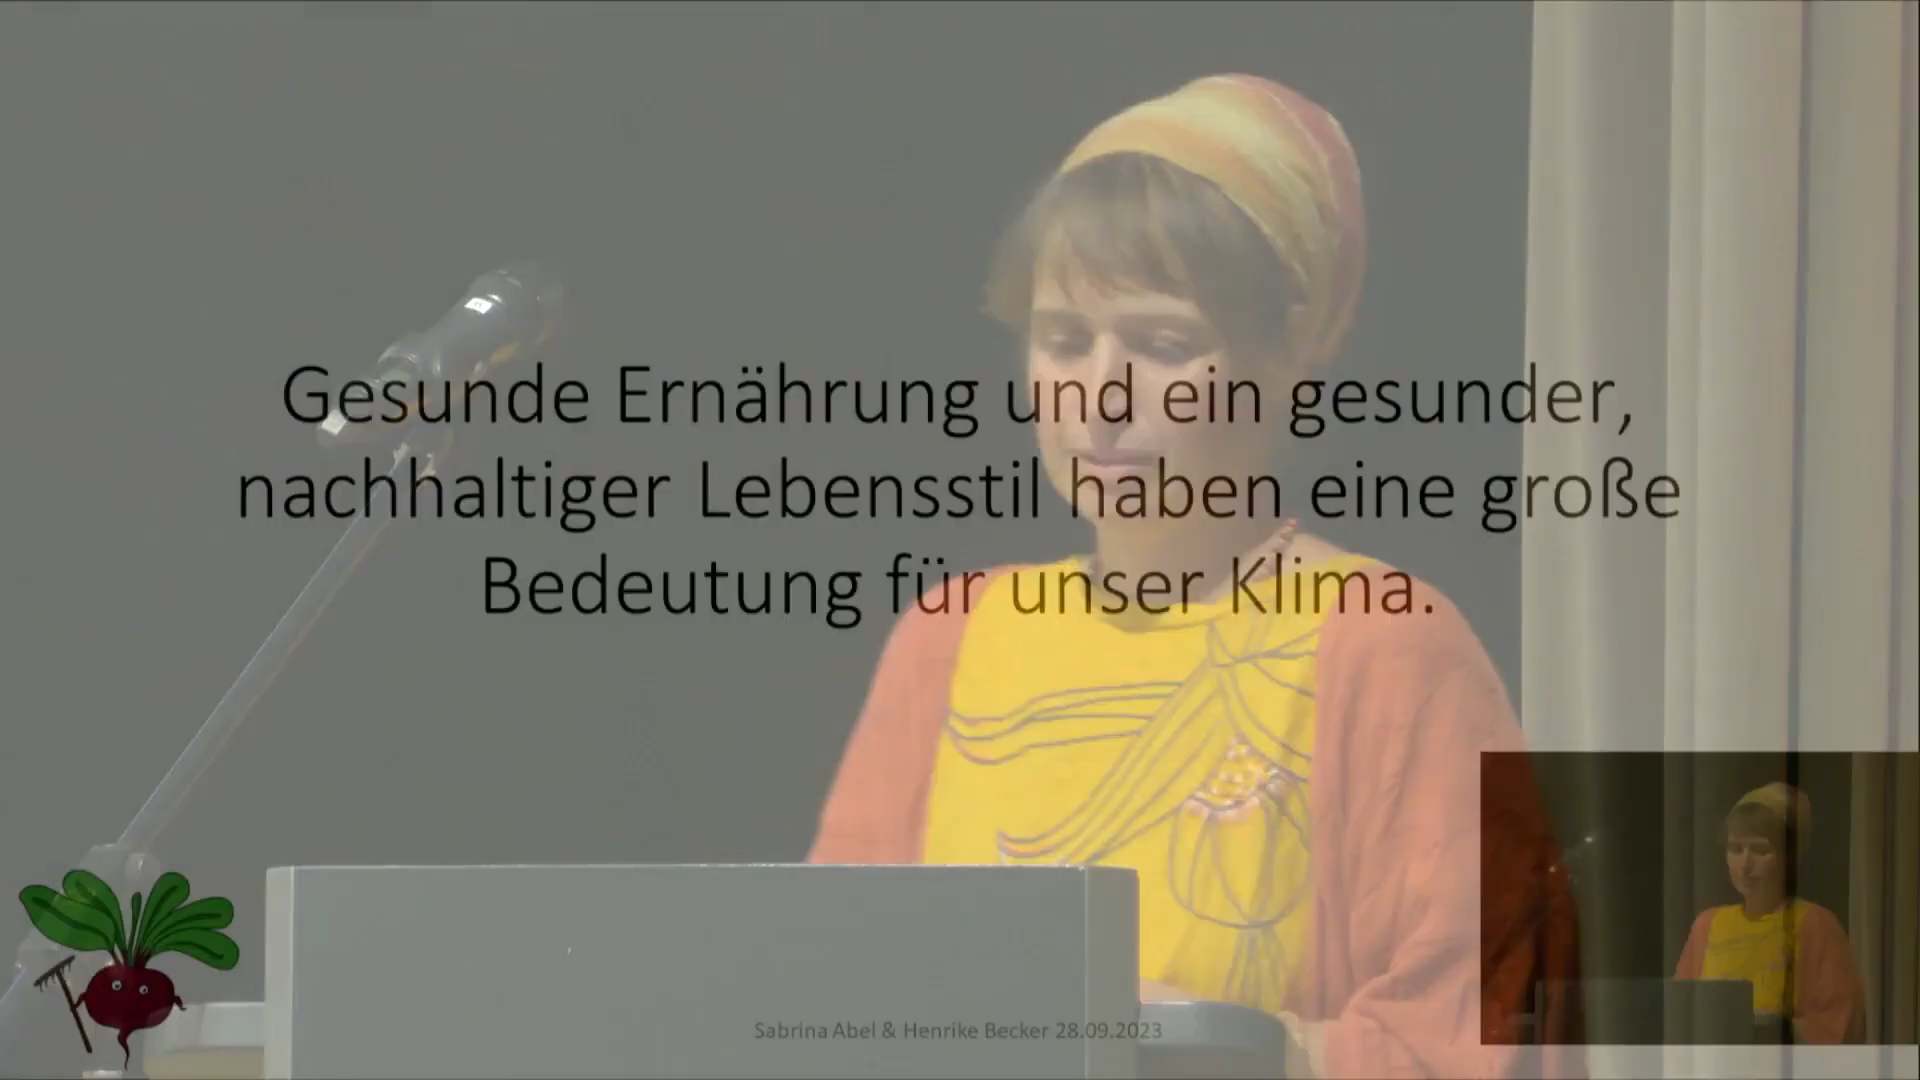 Gesunde Ernährung und ein gesunder,
nachhaltiger Lebensstil haben eine große
Bedeutung für unser Klima.
Sabrina Abel & Henrike Becker 28.09.2023